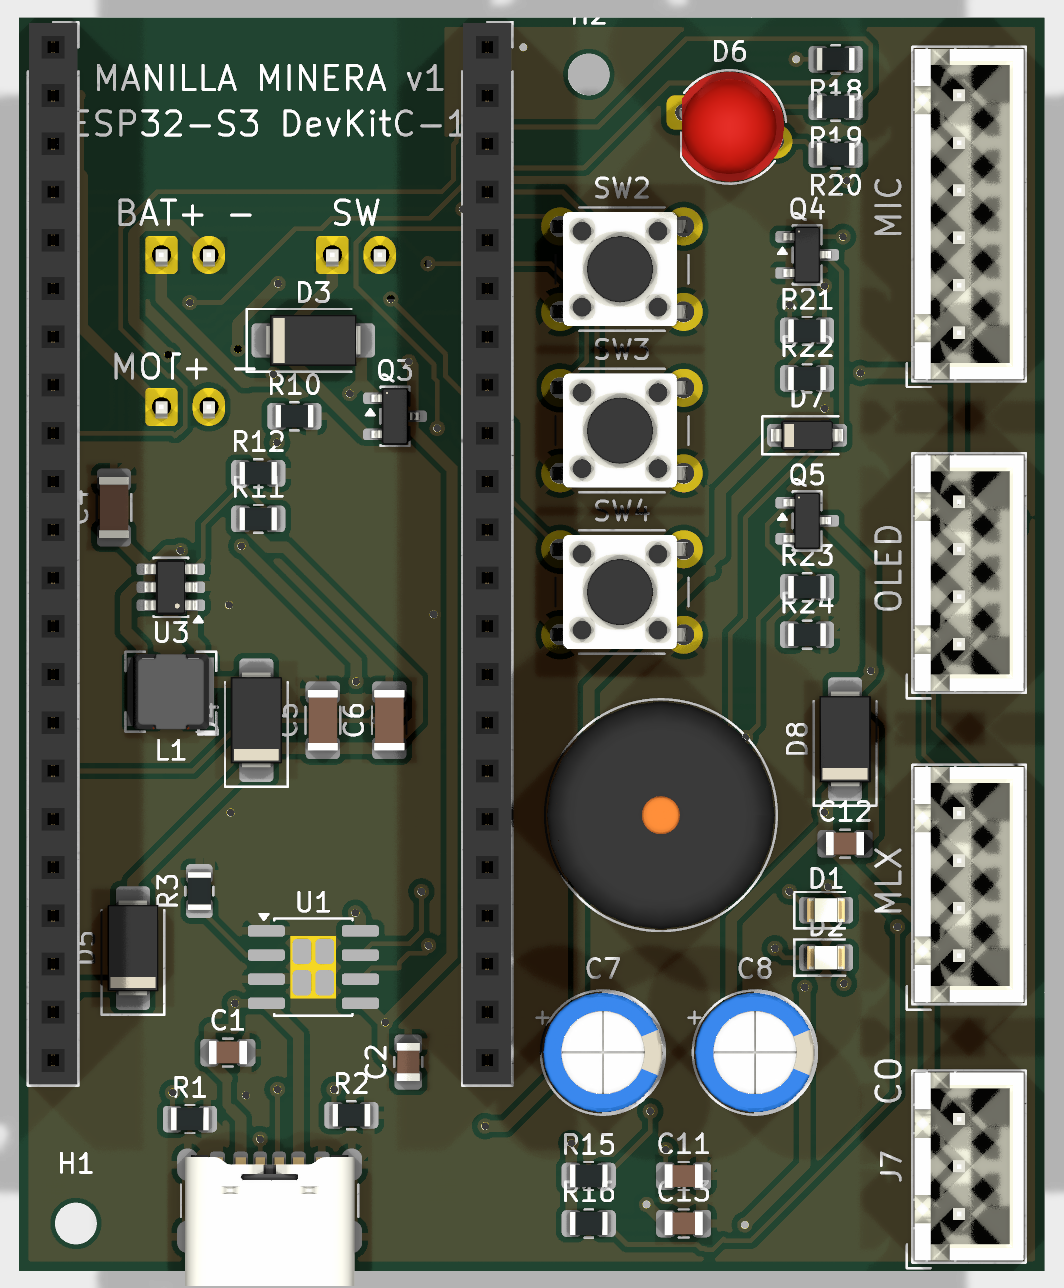 D6
MANILLA MINERA v1
ESP32-S3 DevKitC-1
R18
R19
R20
MIC
SW2
Q4
BAT+ -
SW
D3
R21
SW3
R22
MOT+ -
Q3
R10
D7
R12
R11
Q5
SW4
OLED
R23
R24
U3
C5
C6
L1
D8
C12
MLX
D1
D2
R3
U1
D5
C7
C8
+
+
C1
C2
CO
R1
R2
H1
R15
C11
J7
R16
C13